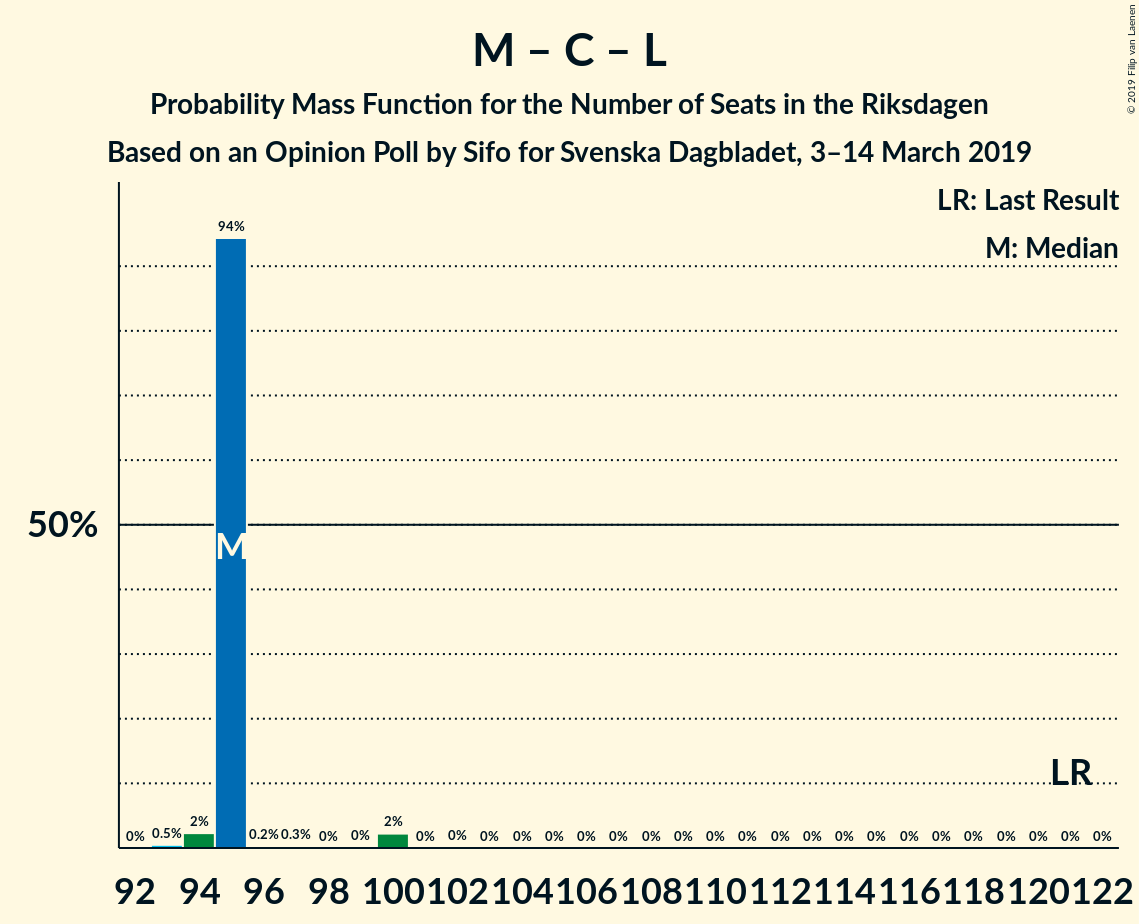 M – C – L
Probability Mass Function for the Number of Seats in the Riksdagen
Based on an Opinion Poll by Sifo for Svenska Dagbladet, 3–14 March 2019
© 2019 Filip van Laenen
LR: Last Result
M: Median
94%
50%
M
LR
0% 0.5% 2% 0.2% 0.3% 0% 0% 2% 0% 0% 0% 0% 0% 0% 0% 0% 0% 0% 0% 0% 0% 0% 0% 0% 0% 0% 0% 0% 0% 0%
92 94 96 98 100 102 104 106 108 110 112 114 116 118 120 122